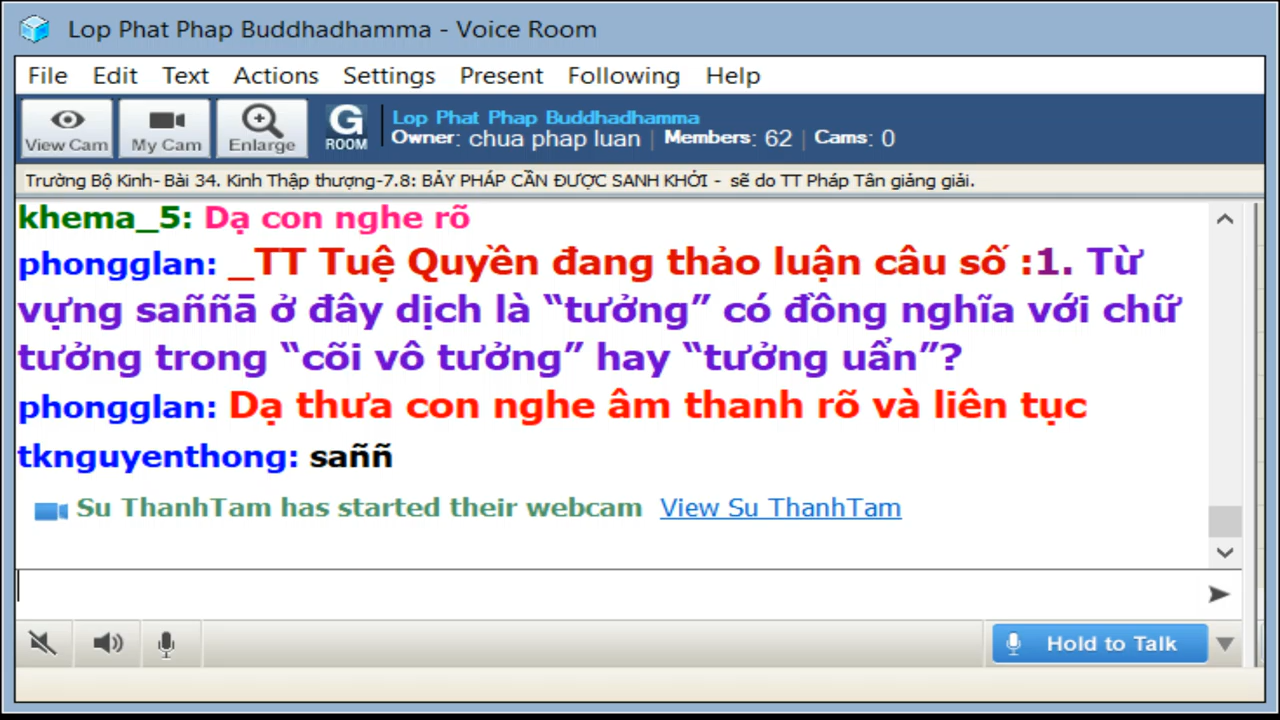 Lop Phat Phap Buddhadhamma - Voice Room
File Edit Text Actions Settings Present Following Help
View Cam My Cam Enlarge G ROOM
Lop Phat Phap Buddhadhamma
Owner: chua phap luan | Members: 62 | Cams: 0
Trường Bộ Kinh- Bài 34. Kinh Thập thượng-7.8: BẢY PHÁP CẦN ĐƯỢC SANH KHỞI - sẽ do TT Pháp Tân giảng giải.
khema_5: Dạ con nghe rõ
phongglan: _TT Tuệ Quyền đang thảo luận câu số :1. Từ
vựng saññā ở đây dịch là “tưởng” có đồng nghĩa với chữ
tưởng trong “cõi vô tưởng” hay “tưởng uẩn”?
phongglan: Dạ thưa con nghe âm thanh rõ và liên tục
tknguyenthong: saññ
Su ThanhTam has started their webcam View Su ThanhTam
Hold to Talk